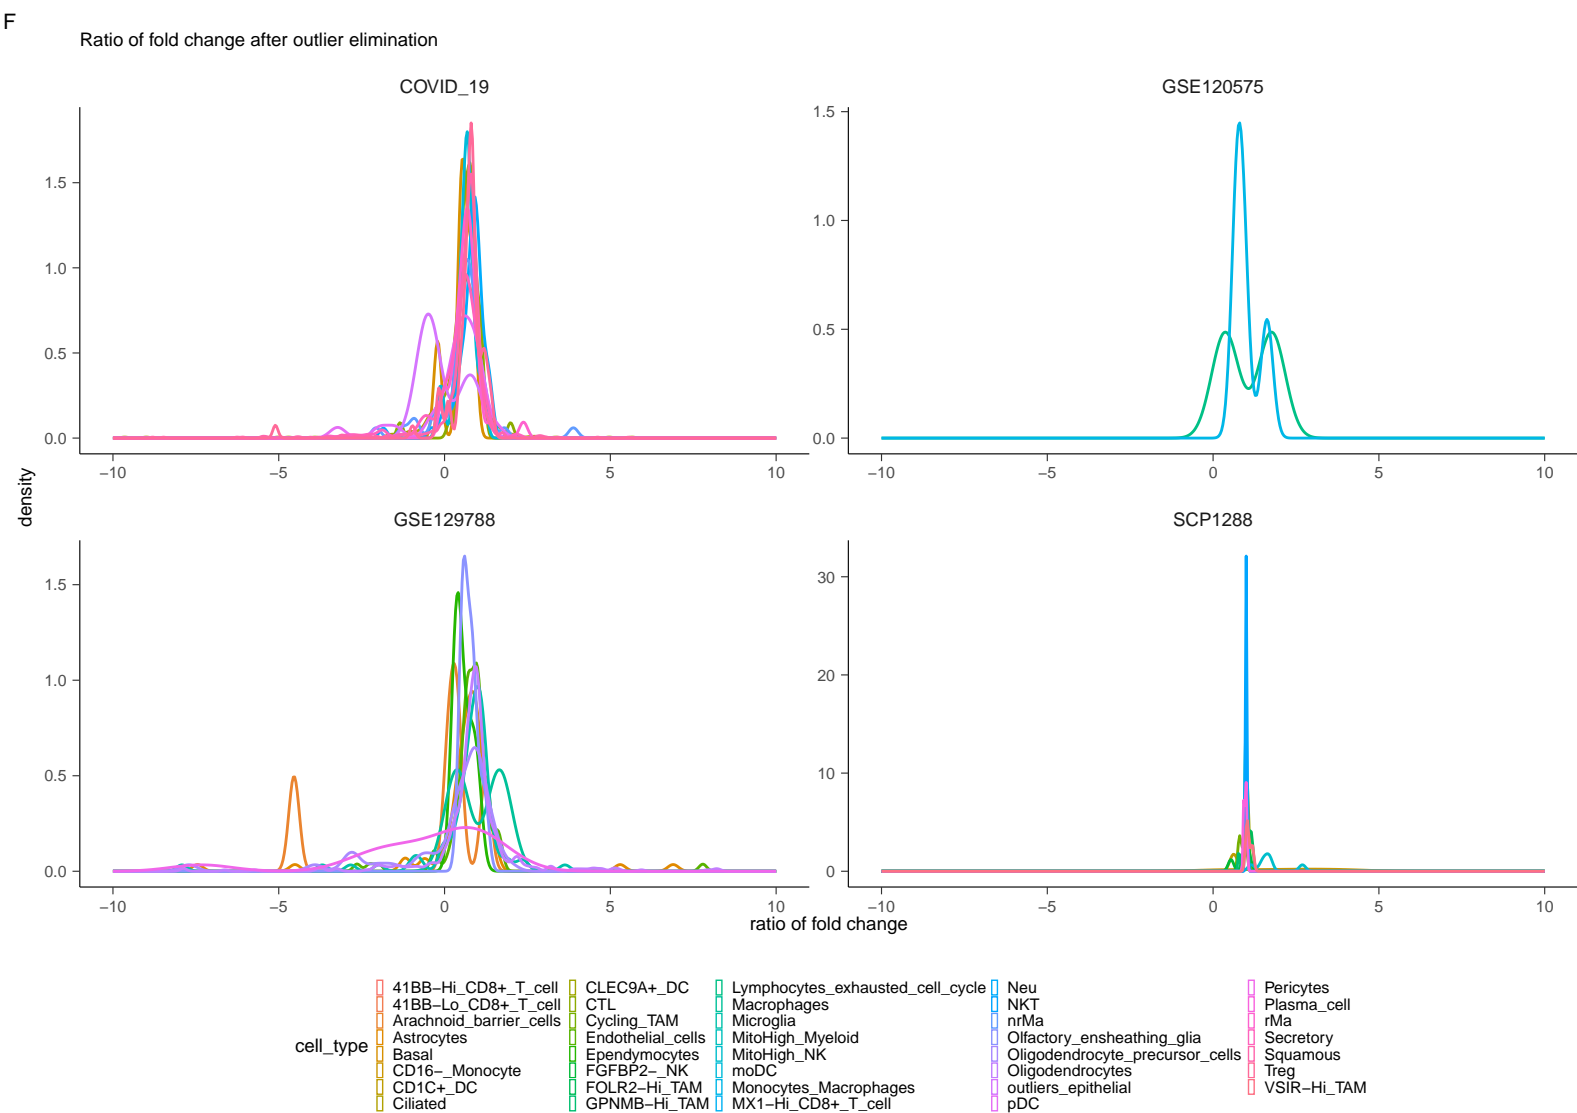 F
Ratio of fold change after outlier elimination
COVID_19
0.0
0.5
1.0
1.5
−10
−5
0
5
10
GSE120575
0.0
0.5
1.0
1.5
−10
−5
0
5
10
GSE129788
0.0
0.5
1.0
1.5
−10
−5
0
5
10
SCP1288
0
10
20
30
−10
−5
0
5
10
density
ratio of fold change
cell_type
41BB−Hi_CD8+_T_cell
41BB−Lo_CD8+_T_cell
Arachnoid_barrier_cells
Astrocytes
Basal
CD16−_Monocyte
CD1C+_DC
Ciliated
CLEC9A+_DC
CTL
Cycling_TAM
Endothelial_cells
Ependymocytes
FGFBP2−_NK
FOLR2−Hi_TAM
GPNMB−Hi_TAM
Lymphocytes_exhausted_cell_cycle
Macrophages
Microglia
MitoHigh_Myeloid
MitoHigh_NK
moDC
Monocytes_Macrophages
MX1−Hi_CD8+_T_cell
Neu
NKT
nrMa
Olfactory_ensheathing_glia
Oligodendrocyte_precursor_cells
Oligodendrocytes
outliers_epithelial
pDC
Pericytes
Plasma_cell
rMa
Secretory
Squamous
Treg
VSIR−Hi_TAM